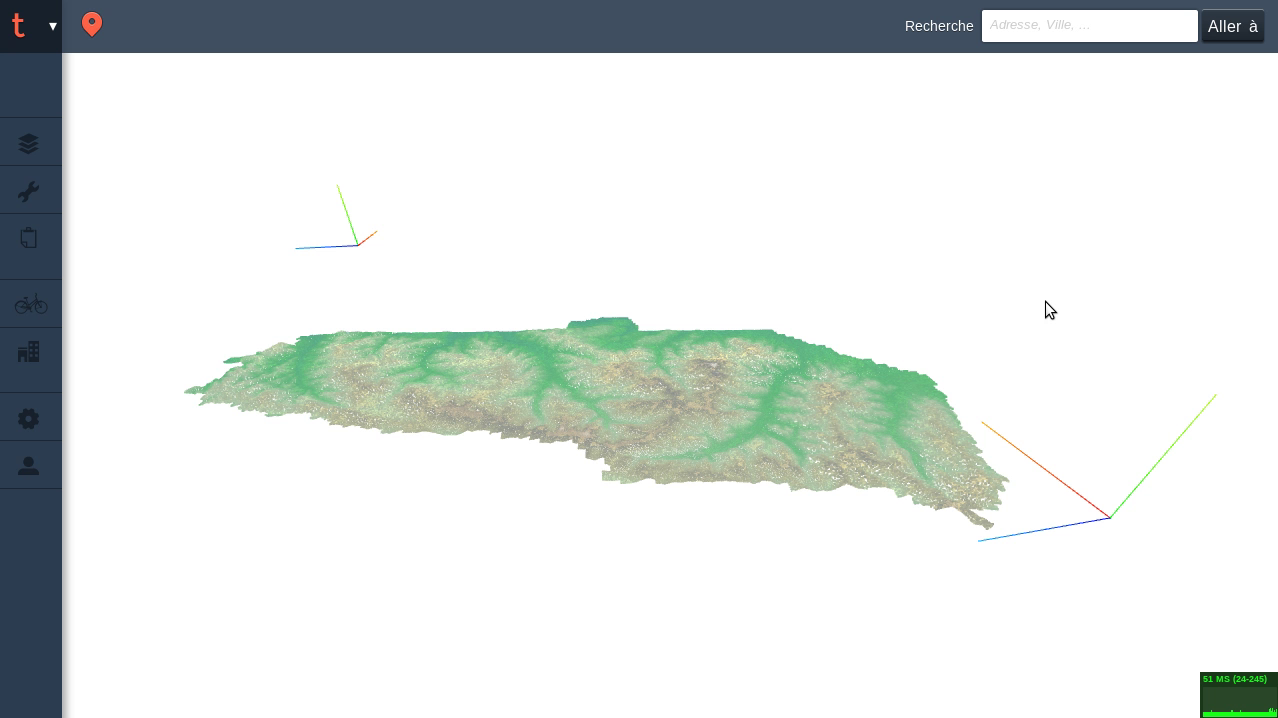 t ▼
Recherche
Adresse, Ville, ...
Aller à
51 MS (24-245)